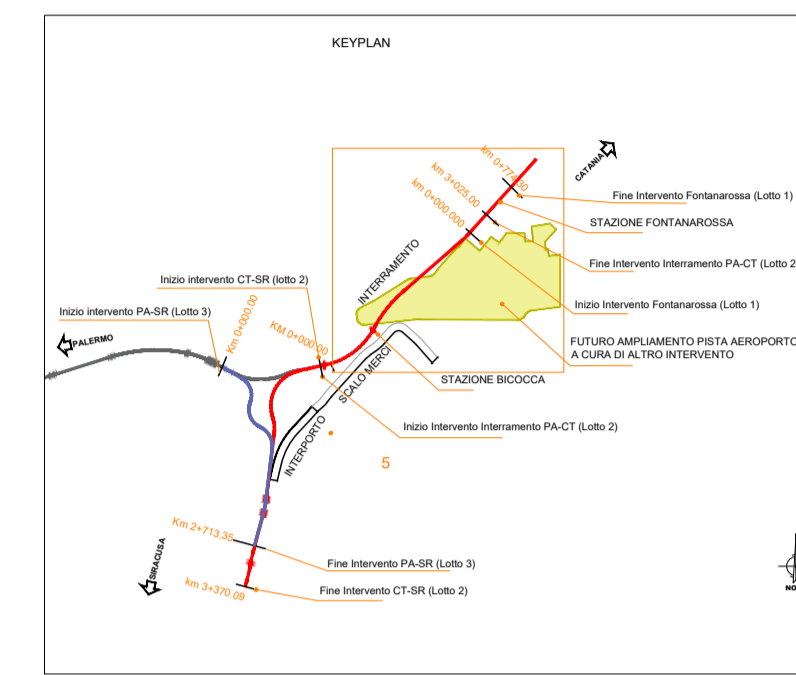 KEYPLAN
CATANIA
km 0+774.30
km 3+025.00
km 0+000.000
Fine Intervento Fontanarossa (Lotto 1)
STAZIONE FONTANAROSSA
Fine Intervento Interramento PA-CT (Lotto 2
INTERRAMENTO
Inizio intervento CT-SR (lotto 2)
Inizio Intervento Fontanarossa (Lotto 1)
Inizio intervento PA-SR (Lotto 3)
Km 0+000.00
KM 0+000.00
PALERMO
FUTURO AMPLIAMENTO PISTA AEROPORTO
A CURA DI ALTRO INTERVENTO
SCALO MERCI
STAZIONE BICOCCA
Inizio Intervento Interramento PA-CT (Lotto 2)
INTERPORTO
5
Km 2+713.35
SIRACUSA
Fine Intervento PA-SR (Lotto 3)
km 3+370.09
Fine Intervento CT-SR (Lotto 2)